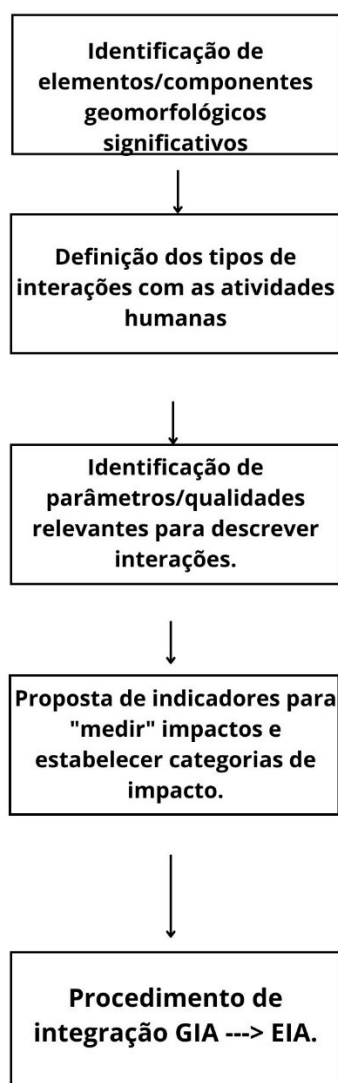 Identificação de
elementos/componentes
geomorfológicos
significativos
Definição dos tipos de
interações com as atividades
humanas
Identificação de
parâmetros/qualidades
relevantes para descrever
interações.
Proposta de indicadores para
"medir" impactos e
estabelecer categorias de
impacto.
Procedimento de
integração GIA ---> EIA.